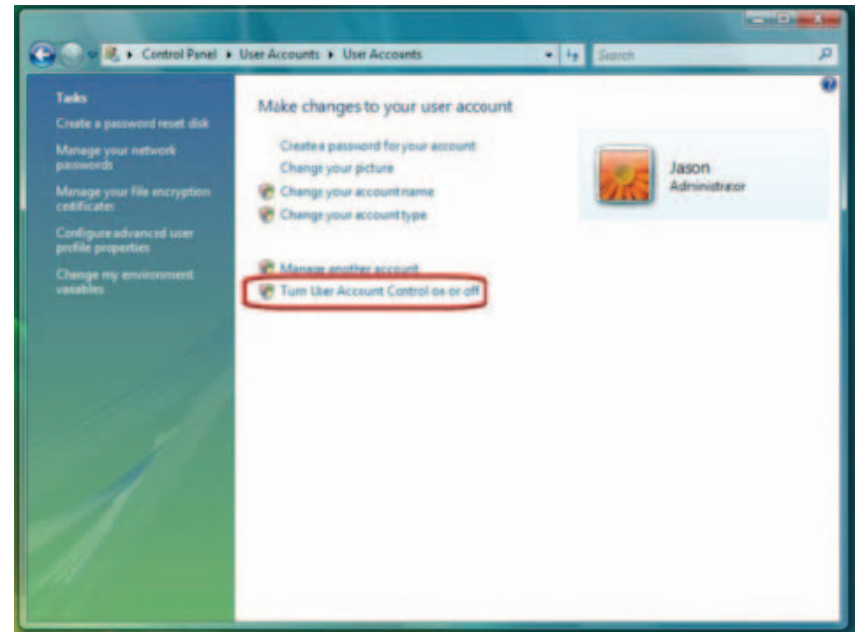 Control Panel ▸ User Accounts ▸ User Accounts
Search
Tasks
Create a password reset disk
Manage your network
passwords
Manage your file encryption
certificates
Configure advanced user
profile properties
Change my environment
variables
Make changes to your user account
Create a password for your account
Change your picture
Change your account name
Change your account type
Manage another account
Turn User Account Control on or off
Jason
Administrator